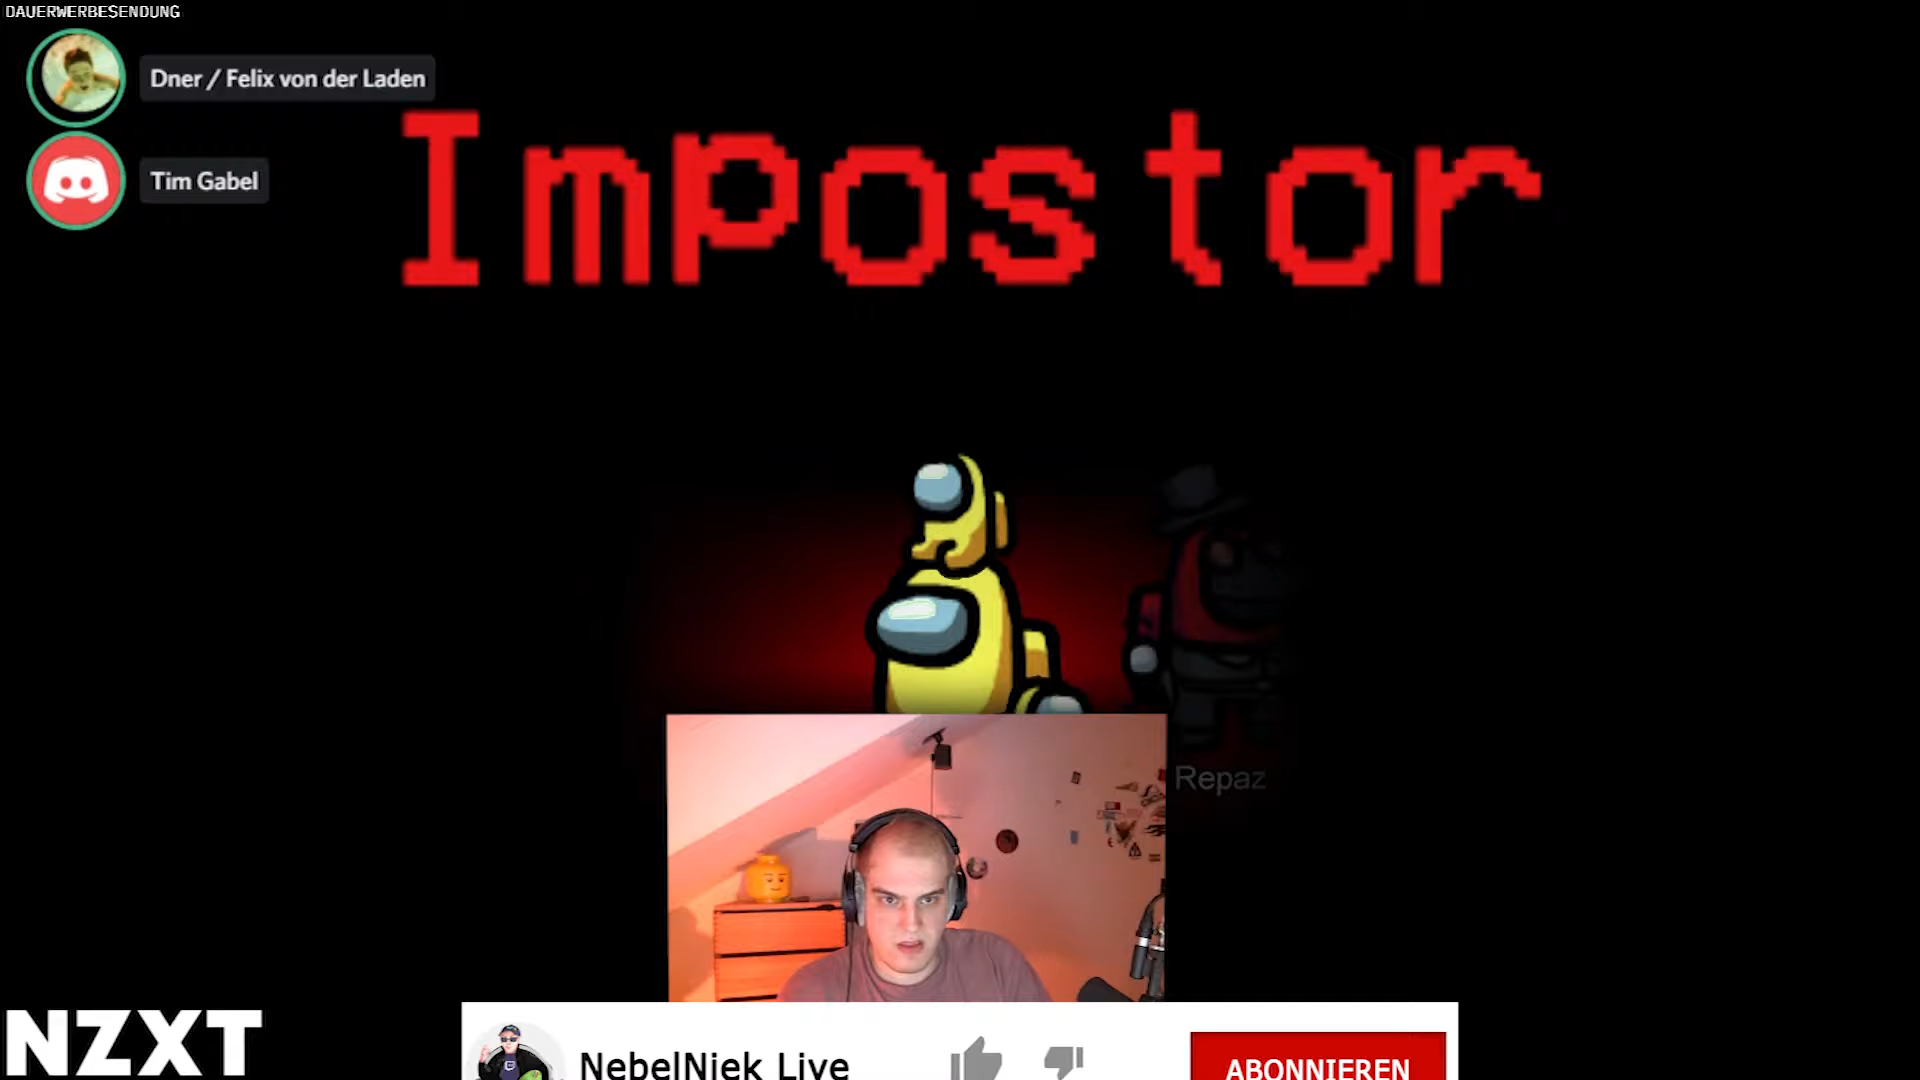 DAUERWERBESENDUNG
Dner / Felix von der Laden
Tim Gabel
Impostor
Repaz
NZXT
NebelNiek Live
ABONNIEREN